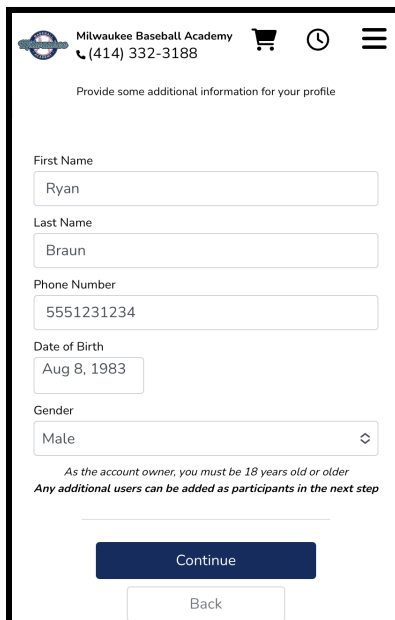 Milwaukee Baseball Academy
(414) 332-3188
Provide some additional information for your profile
First Name
Ryan
Last Name
Braun
Phone Number
5551231234
Date of Birth
Aug 8, 1983
Gender
Male
As the account owner, you must be 18 years old or older
Any additional users can be added as participants in the next step
Continue
Back